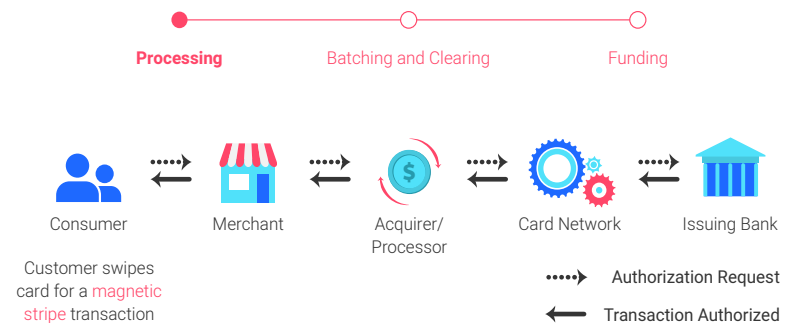 Processing
Batching and Clearing
Funding
Consumer
Merchant
Acquirer/
Processor
Card Network
Issuing Bank
$
Customer swipes
card for a magnetic
stripe transaction
Authorization Request
Transaction Authorized